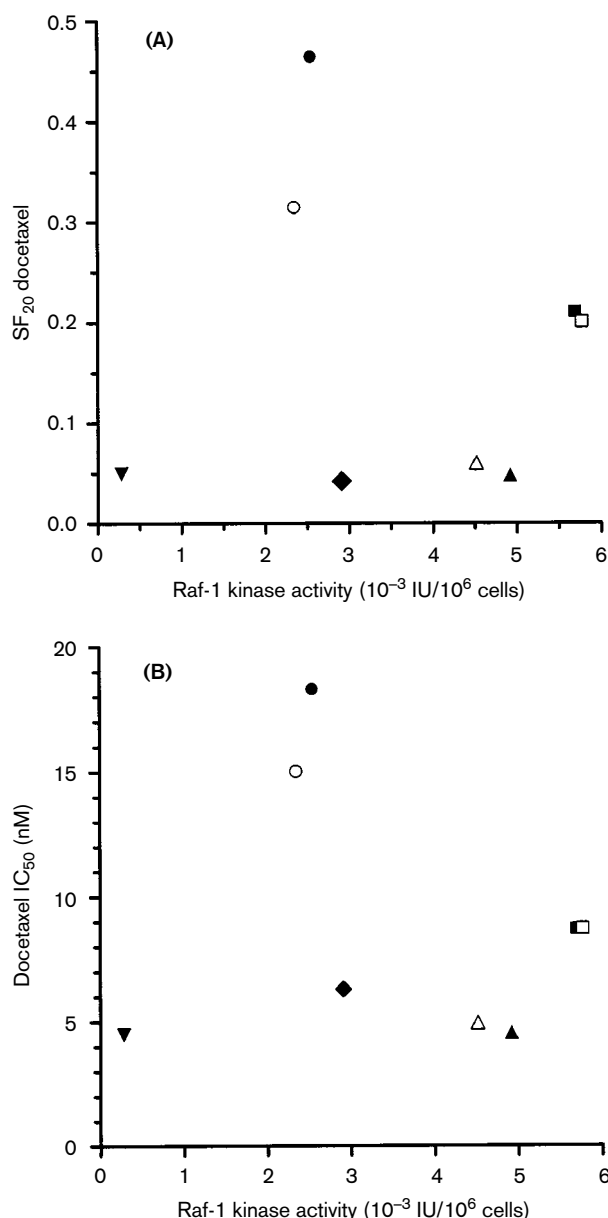 (A)
0.5
0.4
0.3
0.2
0.1
0.0
SF₂₀ docetaxel
0 1 2 3 4 5 6
Raf-1 kinase activity (10⁻³ IU/10⁶ cells)
(B)
20
15
10
5
0
Docetaxel IC₅₀ (nM)
0 1 2 3 4 5 6
Raf-1 kinase activity (10⁻³ IU/10⁶ cells)